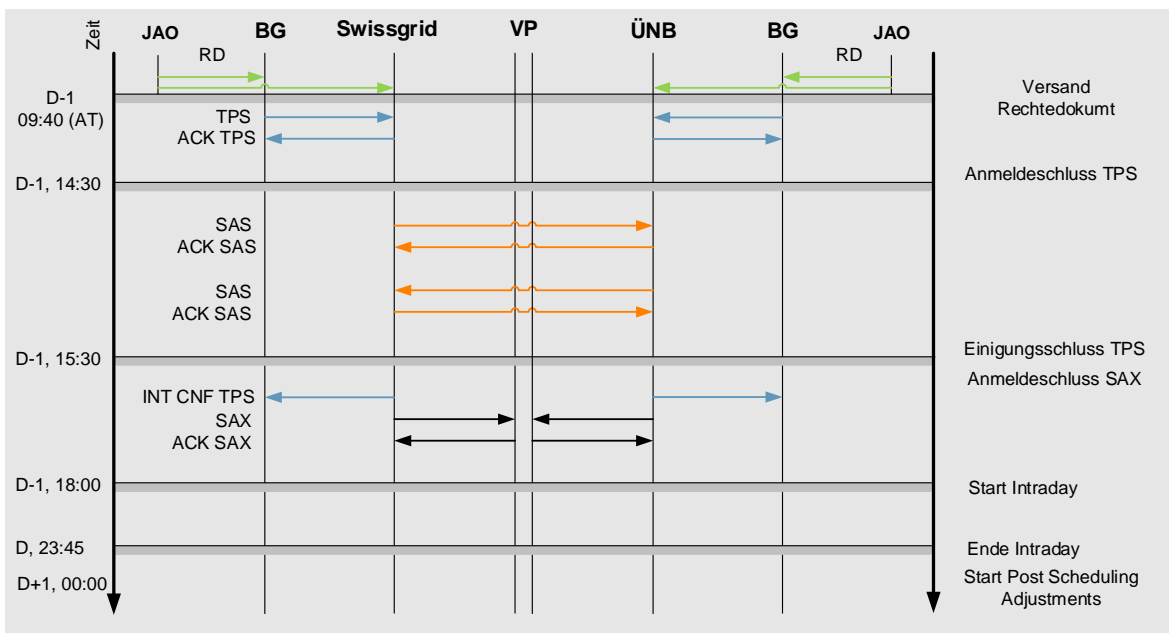 Zeit
JAO BG Swissgrid VP ÜNB BG JAO
RD RD
D-1
09:40 (AT)
Versand
Rechtedokumt
TPS
ACK TPS
D-1, 14:30
Anmeldeschluss TPS
SAS
ACK SAS
SAS
ACK SAS
D-1, 15:30
Einigungsschluss TPS
Anmeldeschluss SAX
INT CNF TPS
SAX
ACK SAX
D-1, 18:00
Start Intraday
D, 23:45
Ende Intraday
D+1, 00:00
Start Post Scheduling
Adjustments